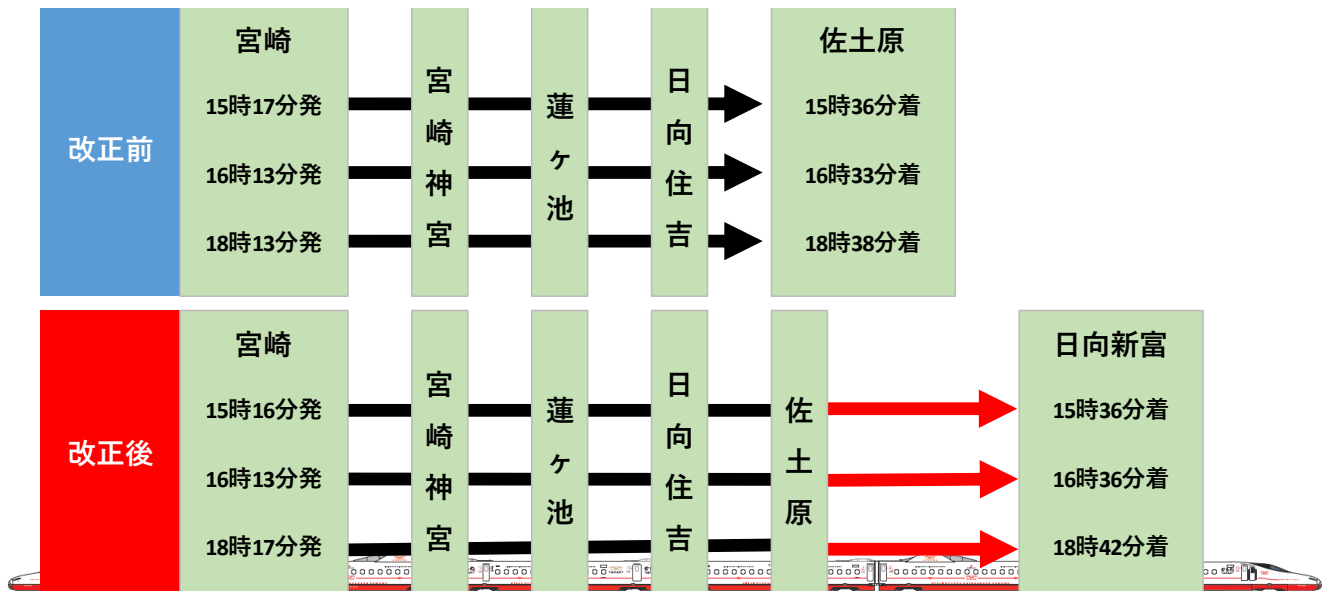 改正前
宮崎
15時17分発
16時13分発
18時13分発
宮崎神宮
蓮ヶ池
日向住吉
佐土原
15時36分着
16時33分着
18時38分着
改正後
宮崎
15時16分発
16時13分発
18時17分発
宮崎神宮
蓮ヶ池
日向住吉
佐土原
日向新富
15時36分着
16時36分着
18時42分着